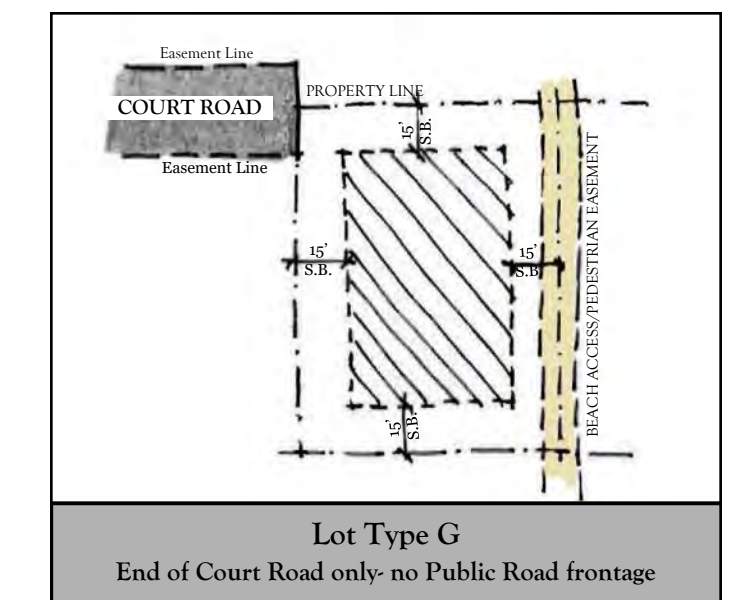 Easement Line
COURT ROAD
PROPERTY LINE
Easement Line
15'
S.B.
15'
S.B.
15'
S.B
15'
S.B.
BEACH ACCESS/PEDESTRIAN EASEMENT
Lot Type G
End of Court Road only- no Public Road frontage